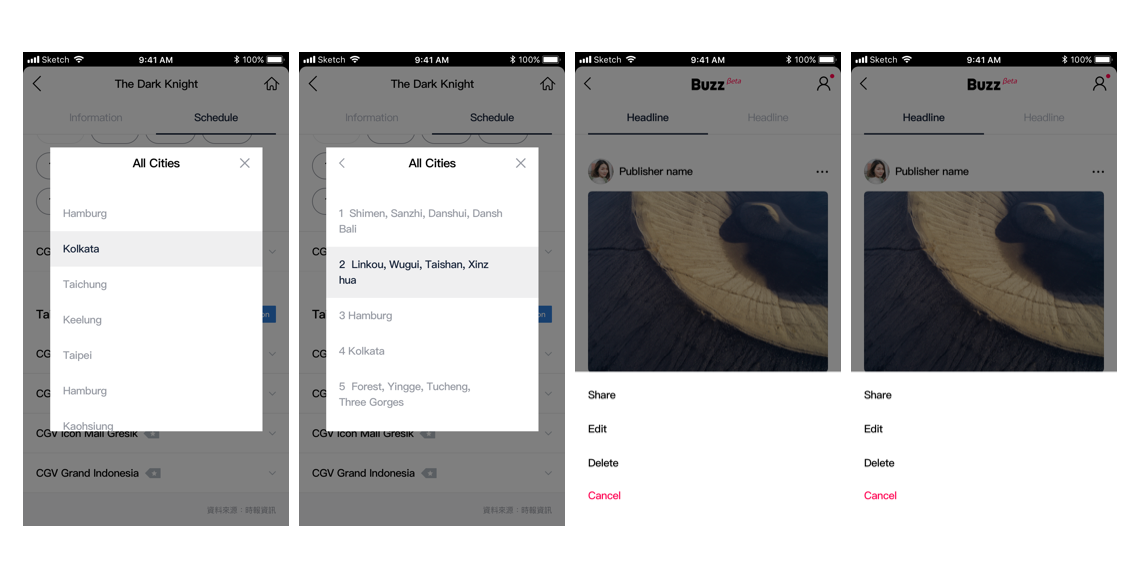 Sketch 9:41 AM 100%
The Dark Knight
Information Schedule
All Cities
Hamburg
Kolkata
Taichung
Keelung
Taipei
Hamburg
Kaohsiung
CG
Ta
on
CG
CG
CGV Icon Mall Gresik
CGV Grand Indonesia
資料來源：時報資訊
Sketch 9:41 AM 100%
The Dark Knight
Information Schedule
All Cities
1 Shimen, Sanzhi, Danshui, Dansh
Bali
2 Linkou, Wugui, Taishan, Xinz
hua
3 Hamburg
4 Kolkata
5 Forest, Yingge, Tucheng,
Three Gorges
CG
Ta
on
CG
CG
CGV Icon Mall Gresik
CGV Grand Indonesia
資料來源：時報資訊
Sketch 9:41 AM 100%
Buzz Beta
Headline Headline
Publisher name
Share
Edit
Delete
Cancel
Sketch 9:41 AM 100%
Buzz Beta
Headline Headline
Publisher name
Share
Edit
Delete
Cancel